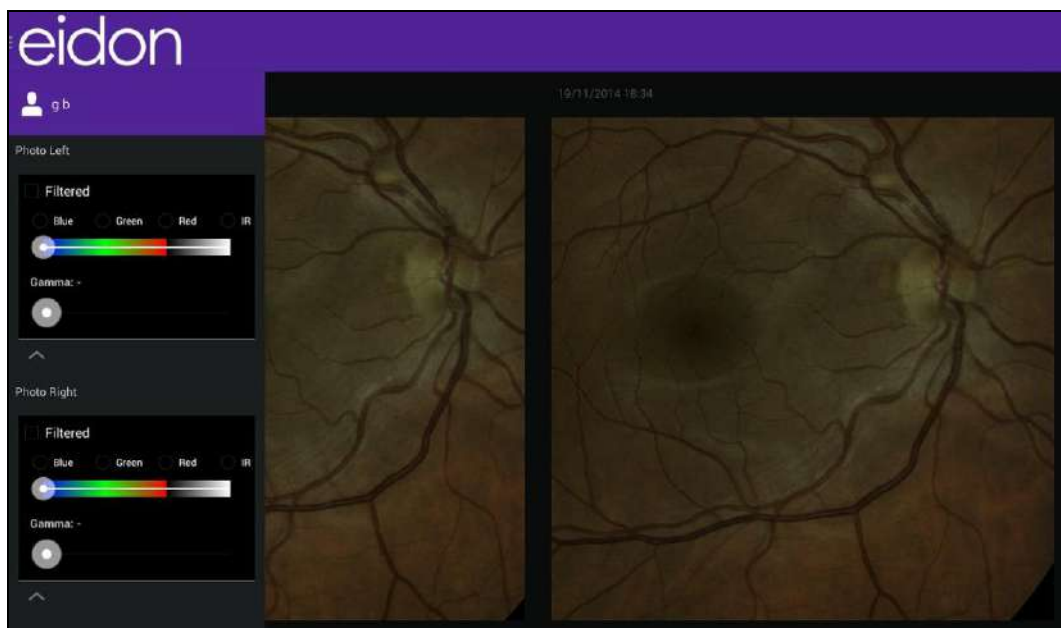 eidon
g b
19/11/2014 18:34
Photo Left
Filtered
Blue Green Red IR
Gamma: -
Photo Right
Filtered
Blue Green Red IR
Gamma: -